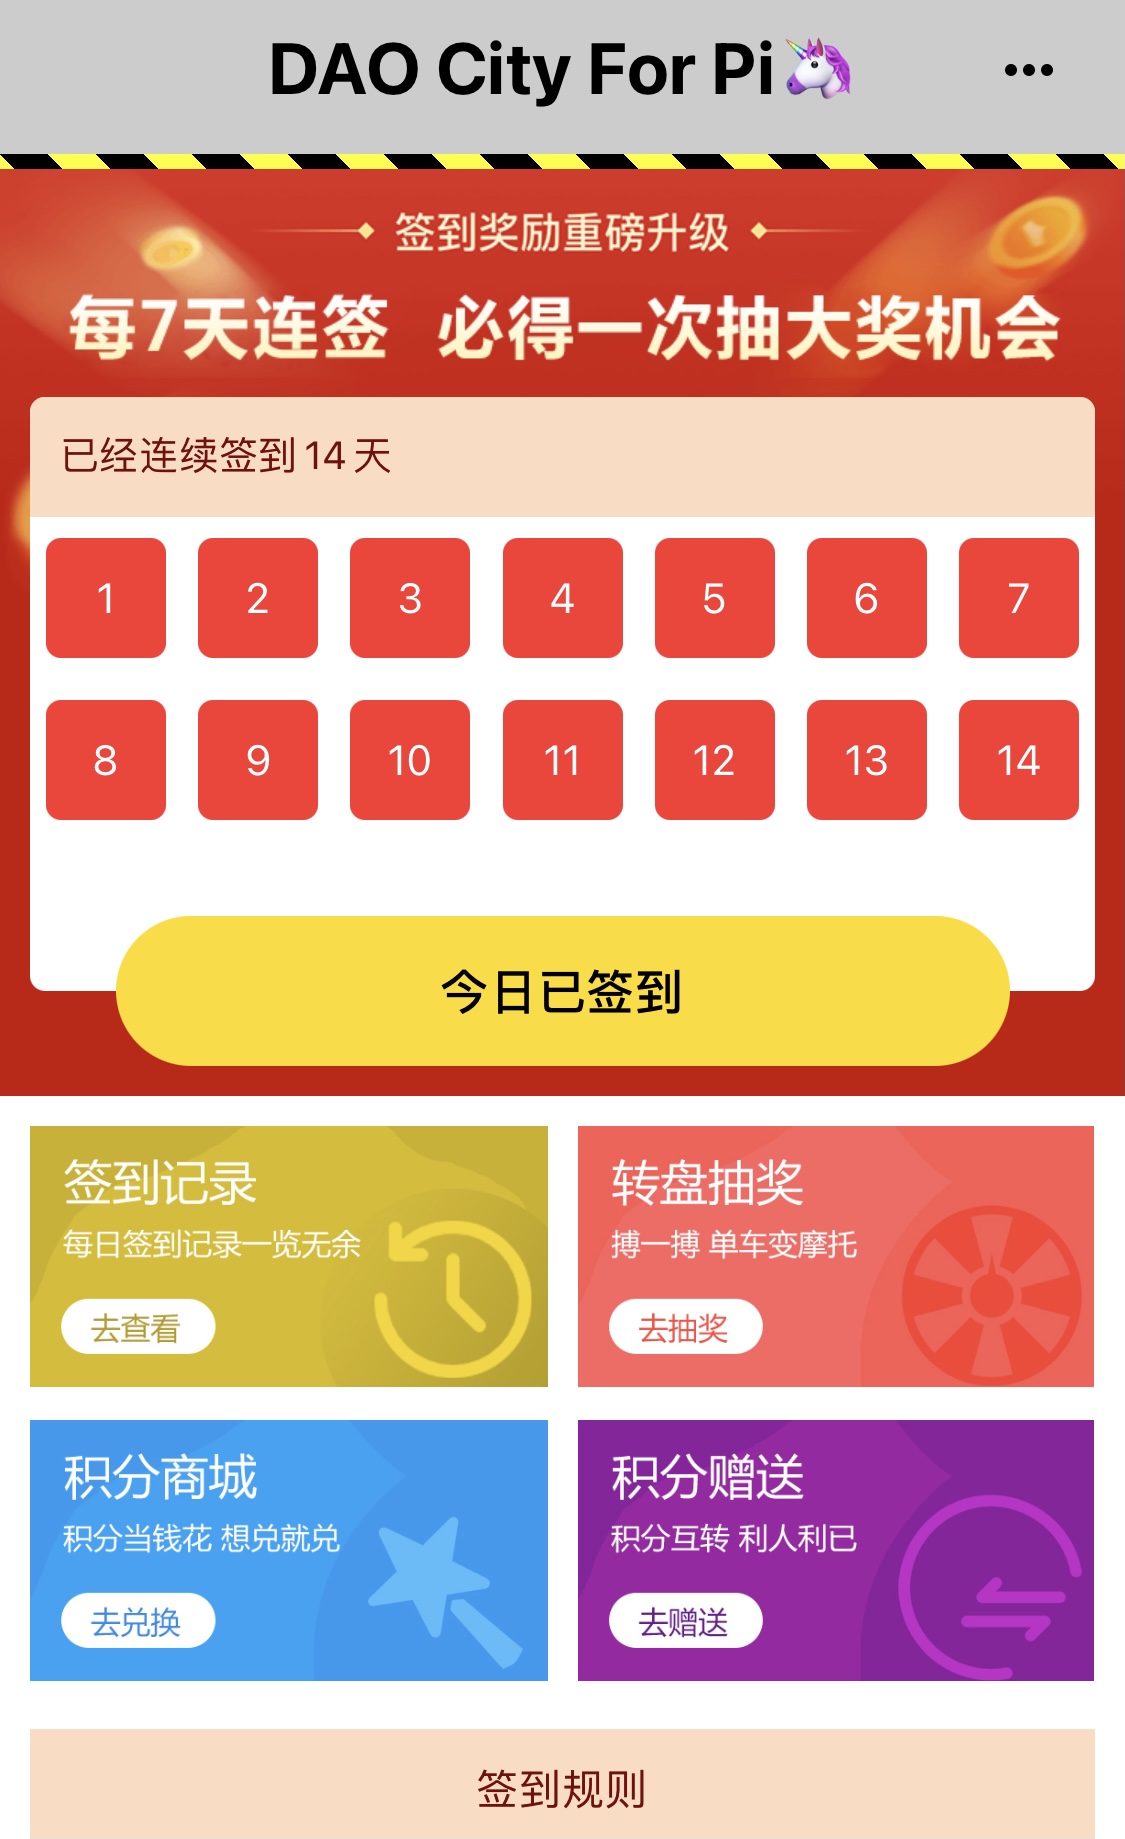 DAO City For Pi🦄
签到奖励重磅升级
每7天连签 必得一次抽大奖机会
已经连续签到 14 天
1 2 3 4 5 6 7
8 9 10 11 12 13 14
今日已签到
签到记录
每日签到记录一览无余
去查看
转盘抽奖
搏一搏 单车变摩托
去抽奖
积分商城
积分当钱花 想兑就兑
去兑换
积分赠送
积分互转 利人利已
去赠送
签到规则